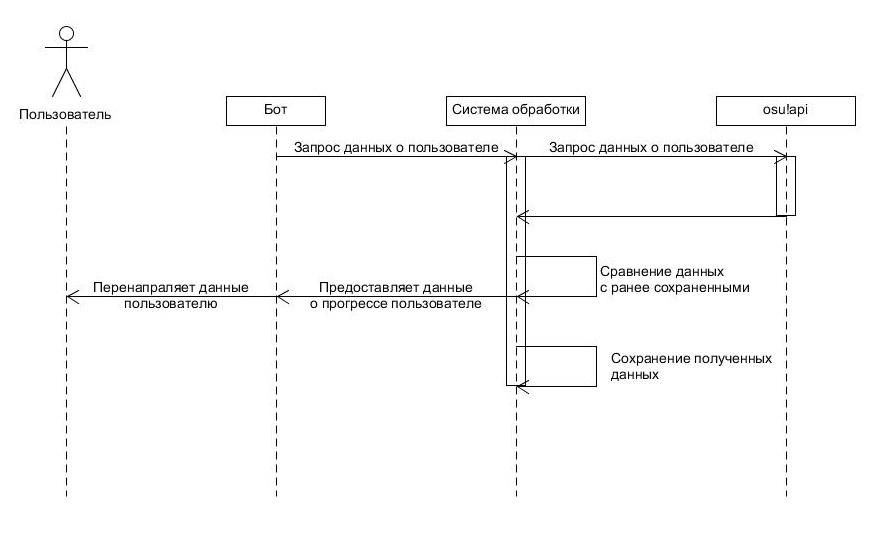 Пользователь
Бот
Система обработки
osu!api
Запрос данных о пользователе
Запрос данных о пользователе
Сравнение данных
с ранее сохраненными
Перенапраляет данные
пользователю
Предоставляет данные
о прогрессе пользователе
Сохранение полученных
данных